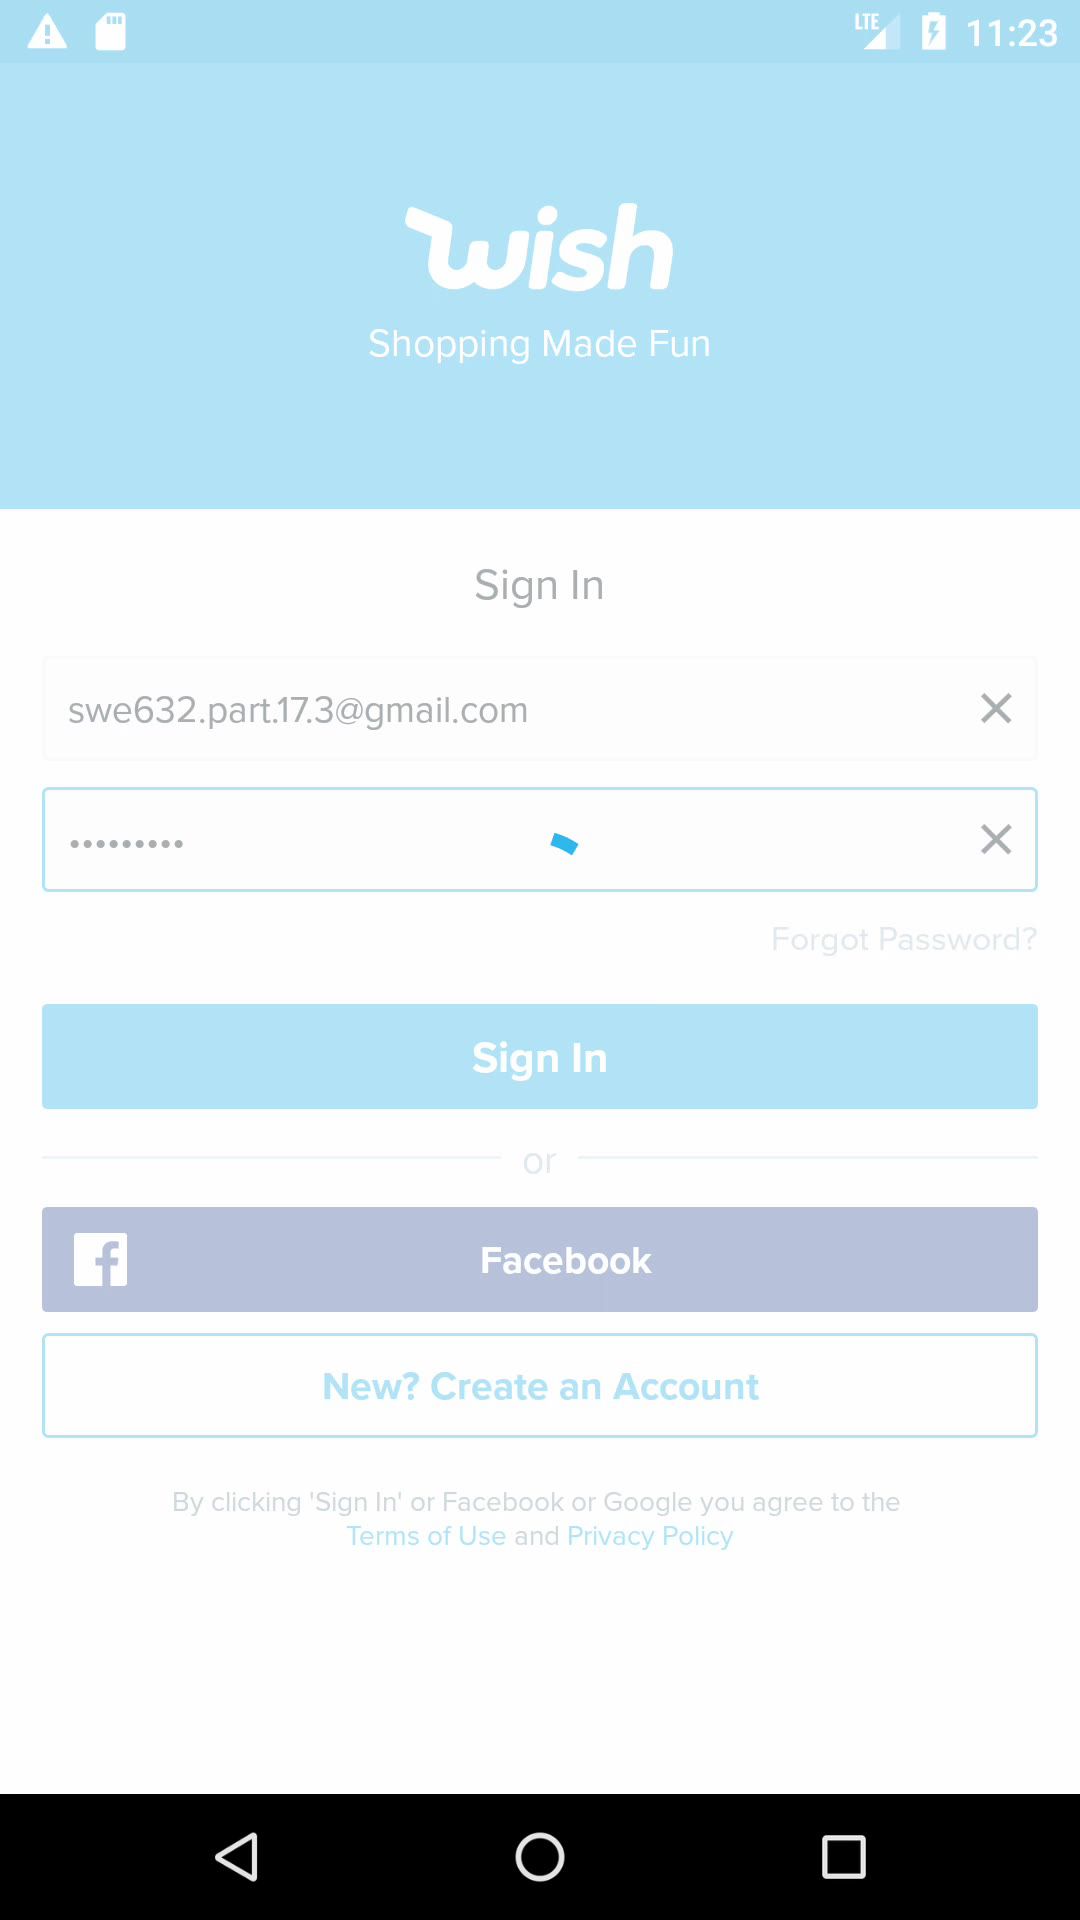 LTE 11:23
wish
Shopping Made Fun
Sign In
swe632.part.17.3@gmail.com
•••••••••
Forgot Password?
Sign In
or
Facebook
New? Create an Account
By clicking 'Sign In' or Facebook or Google you agree to the
Terms of Use and Privacy Policy